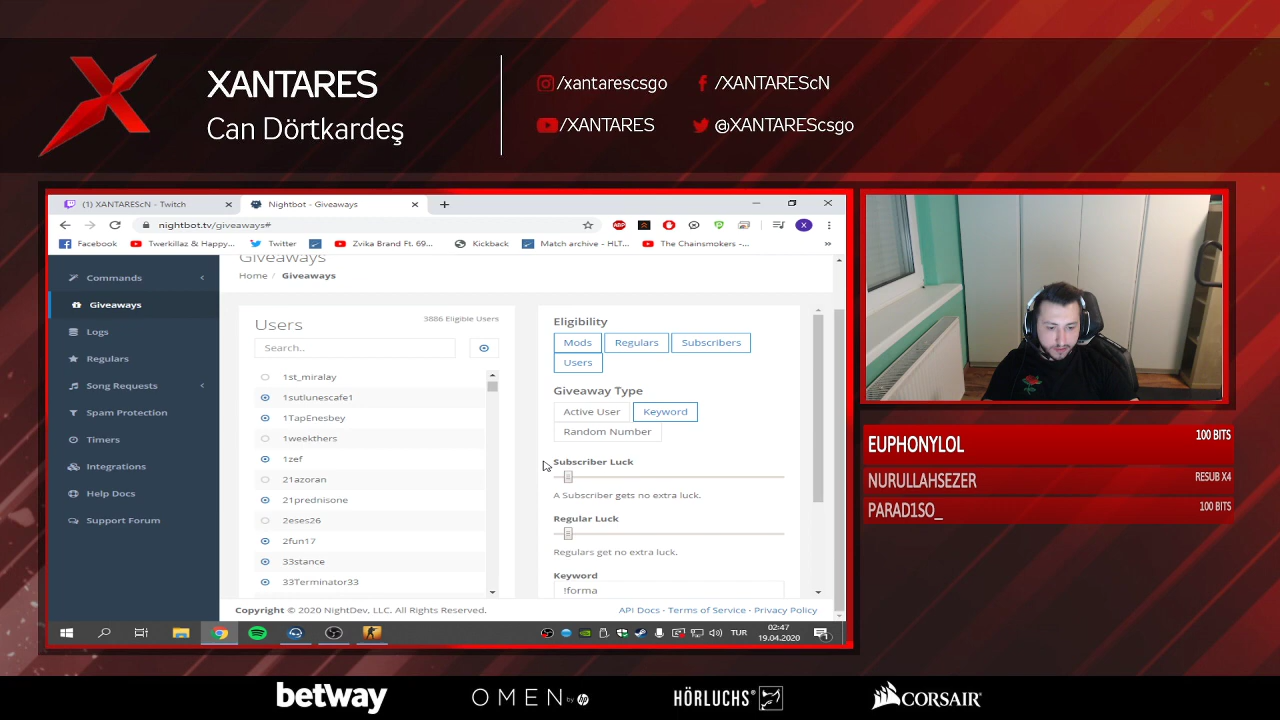 XANTARES
Can Dörtkardeş
/xantarescsgo
/XANTAREScN
/XANTARES
@XANTAREScsgo
(1) XANTAREScN - Twitch
Nightbot - Giveaways
nightbot.tv/giveaways#
Facebook
Twerkillaz & Happy...
Twitter
Zvika Brand Ft. 69...
Kickback
Match archive - HLT...
The Chainsmokers -...
»
Commands
Giveaways
Logs
Regulars
Song Requests
Spam Protection
Timers
Integrations
Help Docs
Support Forum
Giveaways
Home / Giveaways
Users
3886 Eligible Users
Search..
1st_miralay
1sutlunescafe1
1TapEnesbey
1weekthers
1zef
21azoran
21prednisone
2eses26
2fun17
33stance
33Terminator33
Eligibility
Mods
Regulars
Subscribers
Users
Giveaway Type
Active User
Keyword
Random Number
Subscriber Luck
A Subscriber gets no extra luck.
Regular Luck
Regulars get no extra luck.
Keyword
!forma
Copyright © 2020 NightDev, LLC. All Rights Reserved.
API Docs - Terms of Service - Privacy Policy
TUR
02:47
19.04.2020
EUPHONYLOL
100 BITS
NURULLAHSEZER
RESUB X4
PARAD1SO_
100 BITS
betway
OMEN by hp
HÖRLUCHS®
CORSAIR